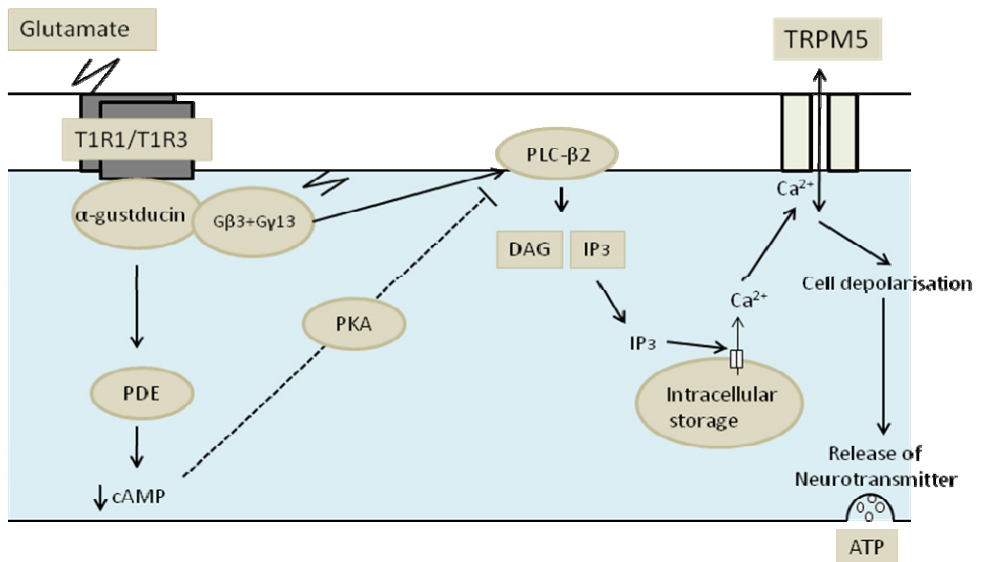 Glutamate
TRPM5
T1R1/T1R3
PLC-β2
α-gustducin
Gβ3+Gγ13
Ca²⁺
DAG
IP₃
Cell depolarisation
Ca²⁺
PKA
IP₃
PDE
Intracellular
storage
Release of
Neurotransmitter
cAMP
ATP